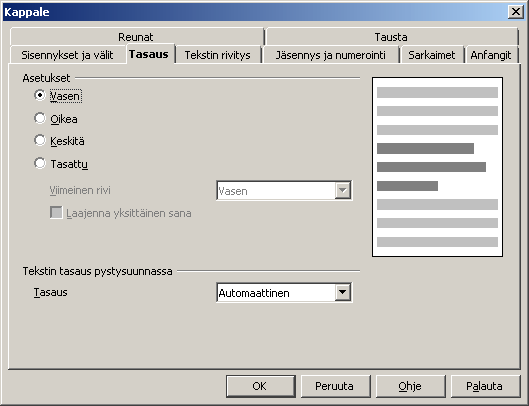 Kappale
Reunat Tausta
Sisennykset ja välit Tasaus Tekstin rivitys Jäsennys ja numerointi Sarkaimet Anfangit
Asetukset
Vasen
Oikea
Keskitä
Tasattu
Viimeinen rivi Vasen
Laajenna yksittäinen sana
Tekstin tasaus pystysuunnassa
Tasaus Automaattinen
OK Peruuta Ohje Palauta